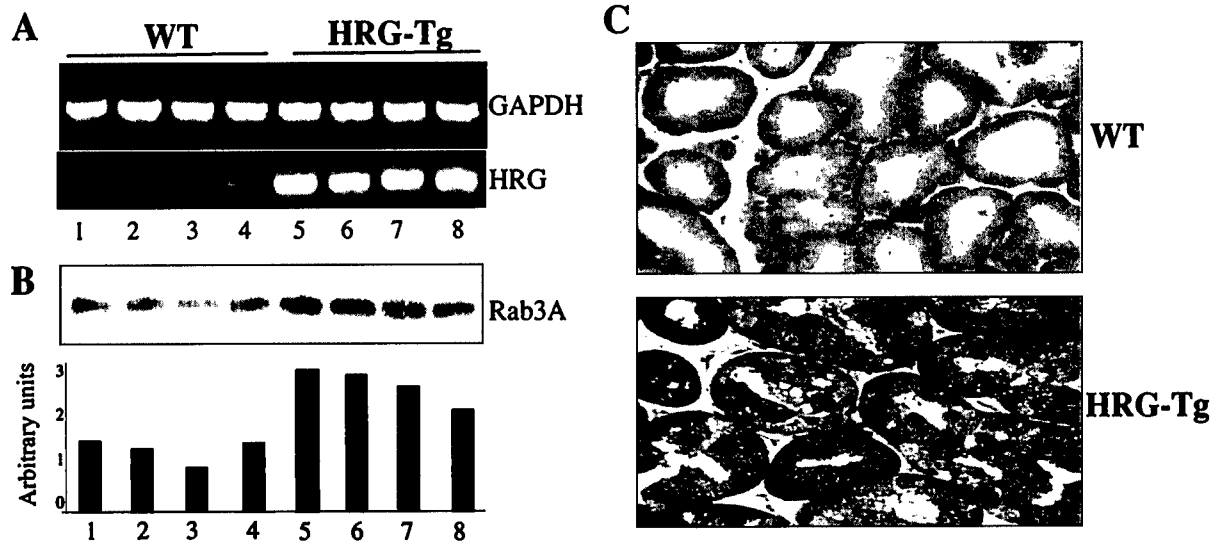 A
WT HRG-Tg
GAPDH
HRG
1 2 3 4 5 6 7 8
B
Rab3A
Arbitrary units
3
2
1
0
1 2 3 4 5 6 7 8
C
WT
HRG-Tg